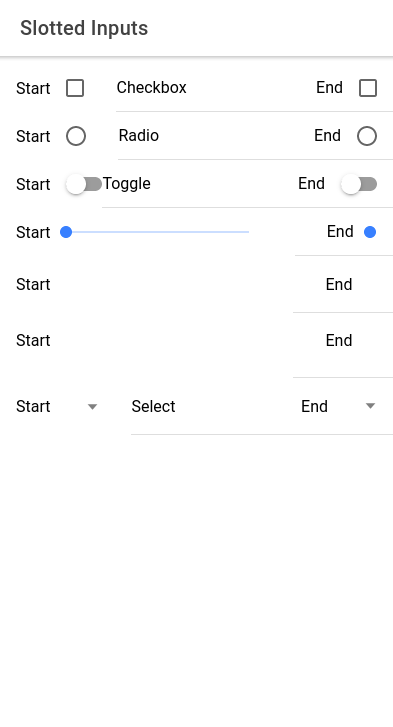 Slotted Inputs
Start Checkbox End
Start Radio End
Start Toggle End
Start End
Start End
Start End
Start Select End